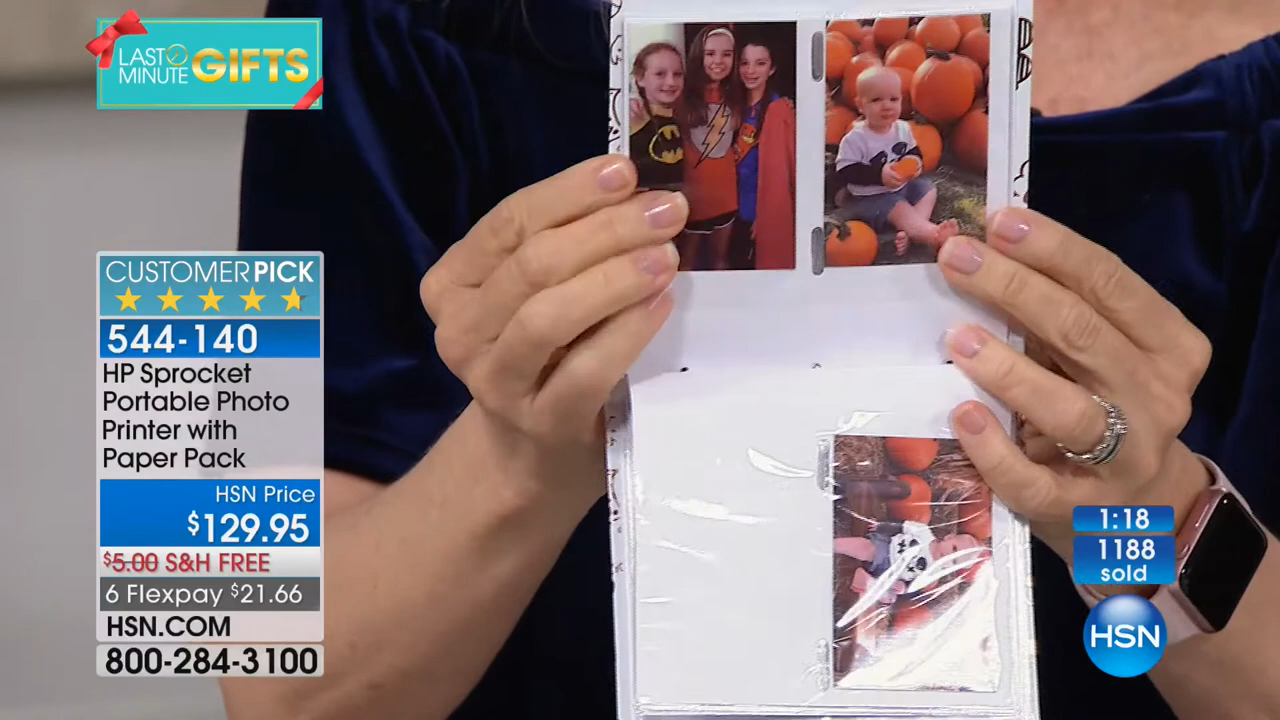 LAST
MINUTE
GIFTS
CUSTOMER PICK
544-140
HP Sprocket
Portable Photo
Printer with
Paper Pack
HSN Price
$129.95
$5.00 S&H FREE
6 Flexpay $21.66
HSN.COM
800-284-3100
1:18
1188
sold
HSN